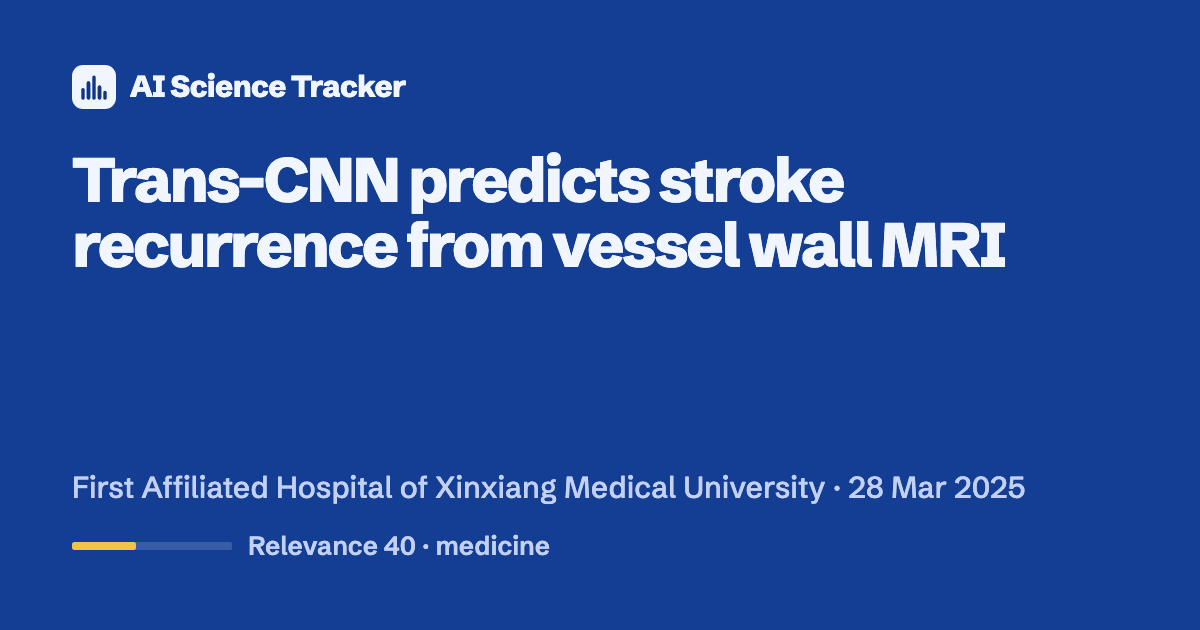 AI Science Tracker
Trans-CNN predicts stroke
recurrence from vessel wall MRI
First Affiliated Hospital of Xinxiang Medical University · 28 Mar 2025
Relevance 40 · medicine